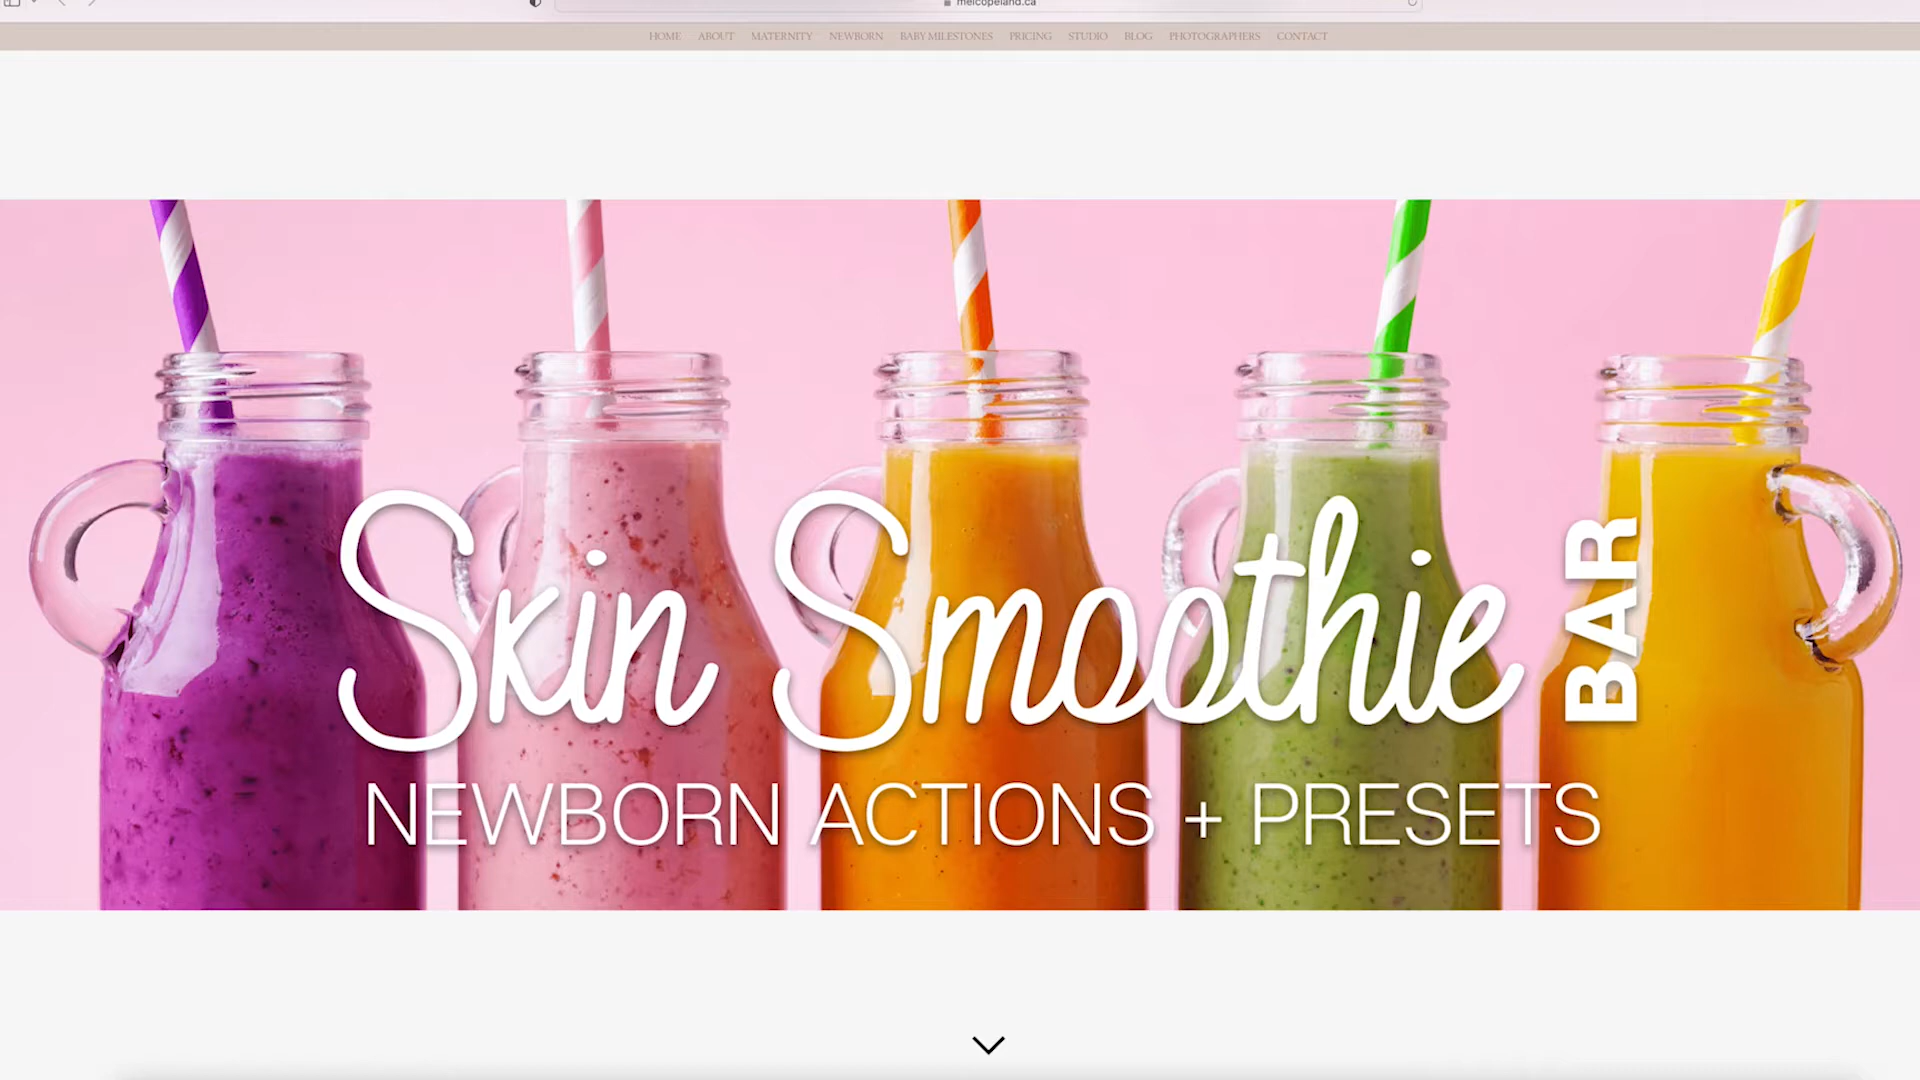 melcopeland.ca
HOME ABOUT MATERNITY NEWBORN BABY MILESTONES PRICING STUDIO BLOG PHOTOGRAPHERS CONTACT
Skin Smoothie BAR
NEWBORN ACTIONS + PRESETS